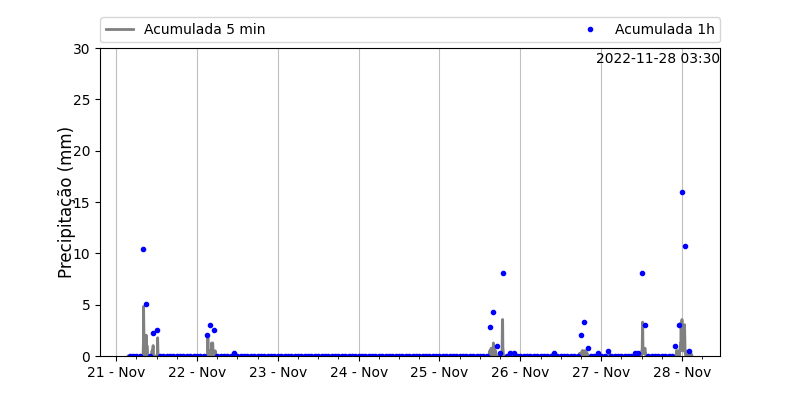 Acumulada 5 min
Acumulada 1h
2022-11-28 03:30
Precipitação (mm)
30
25
20
15
10
5
0
21 - Nov
22 - Nov
23 - Nov
24 - Nov
25 - Nov
26 - Nov
27 - Nov
28 - Nov